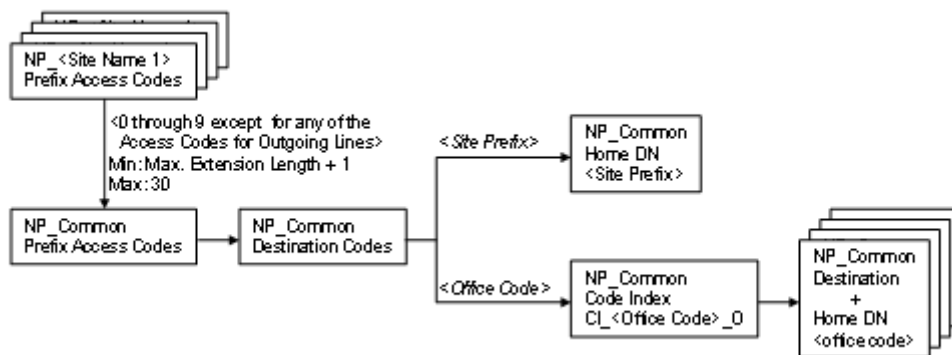 NP_<Site Name 1>
Prefix Access Codes
<0 through 9 except for any of the
Access Codes for Outgoing Lines>
Min: Max. Extension Length + 1
Max: 30
NP_Common
Prefix Access Codes
NP_Common
Destination Codes
<Site Prefix>
NP_Common
Home DN
<Site Prefix>
<Office Code>
NP_Common
Code Index
CI_<Office Code>_0
NP_Common
Destination
+
Home DN
<office code>